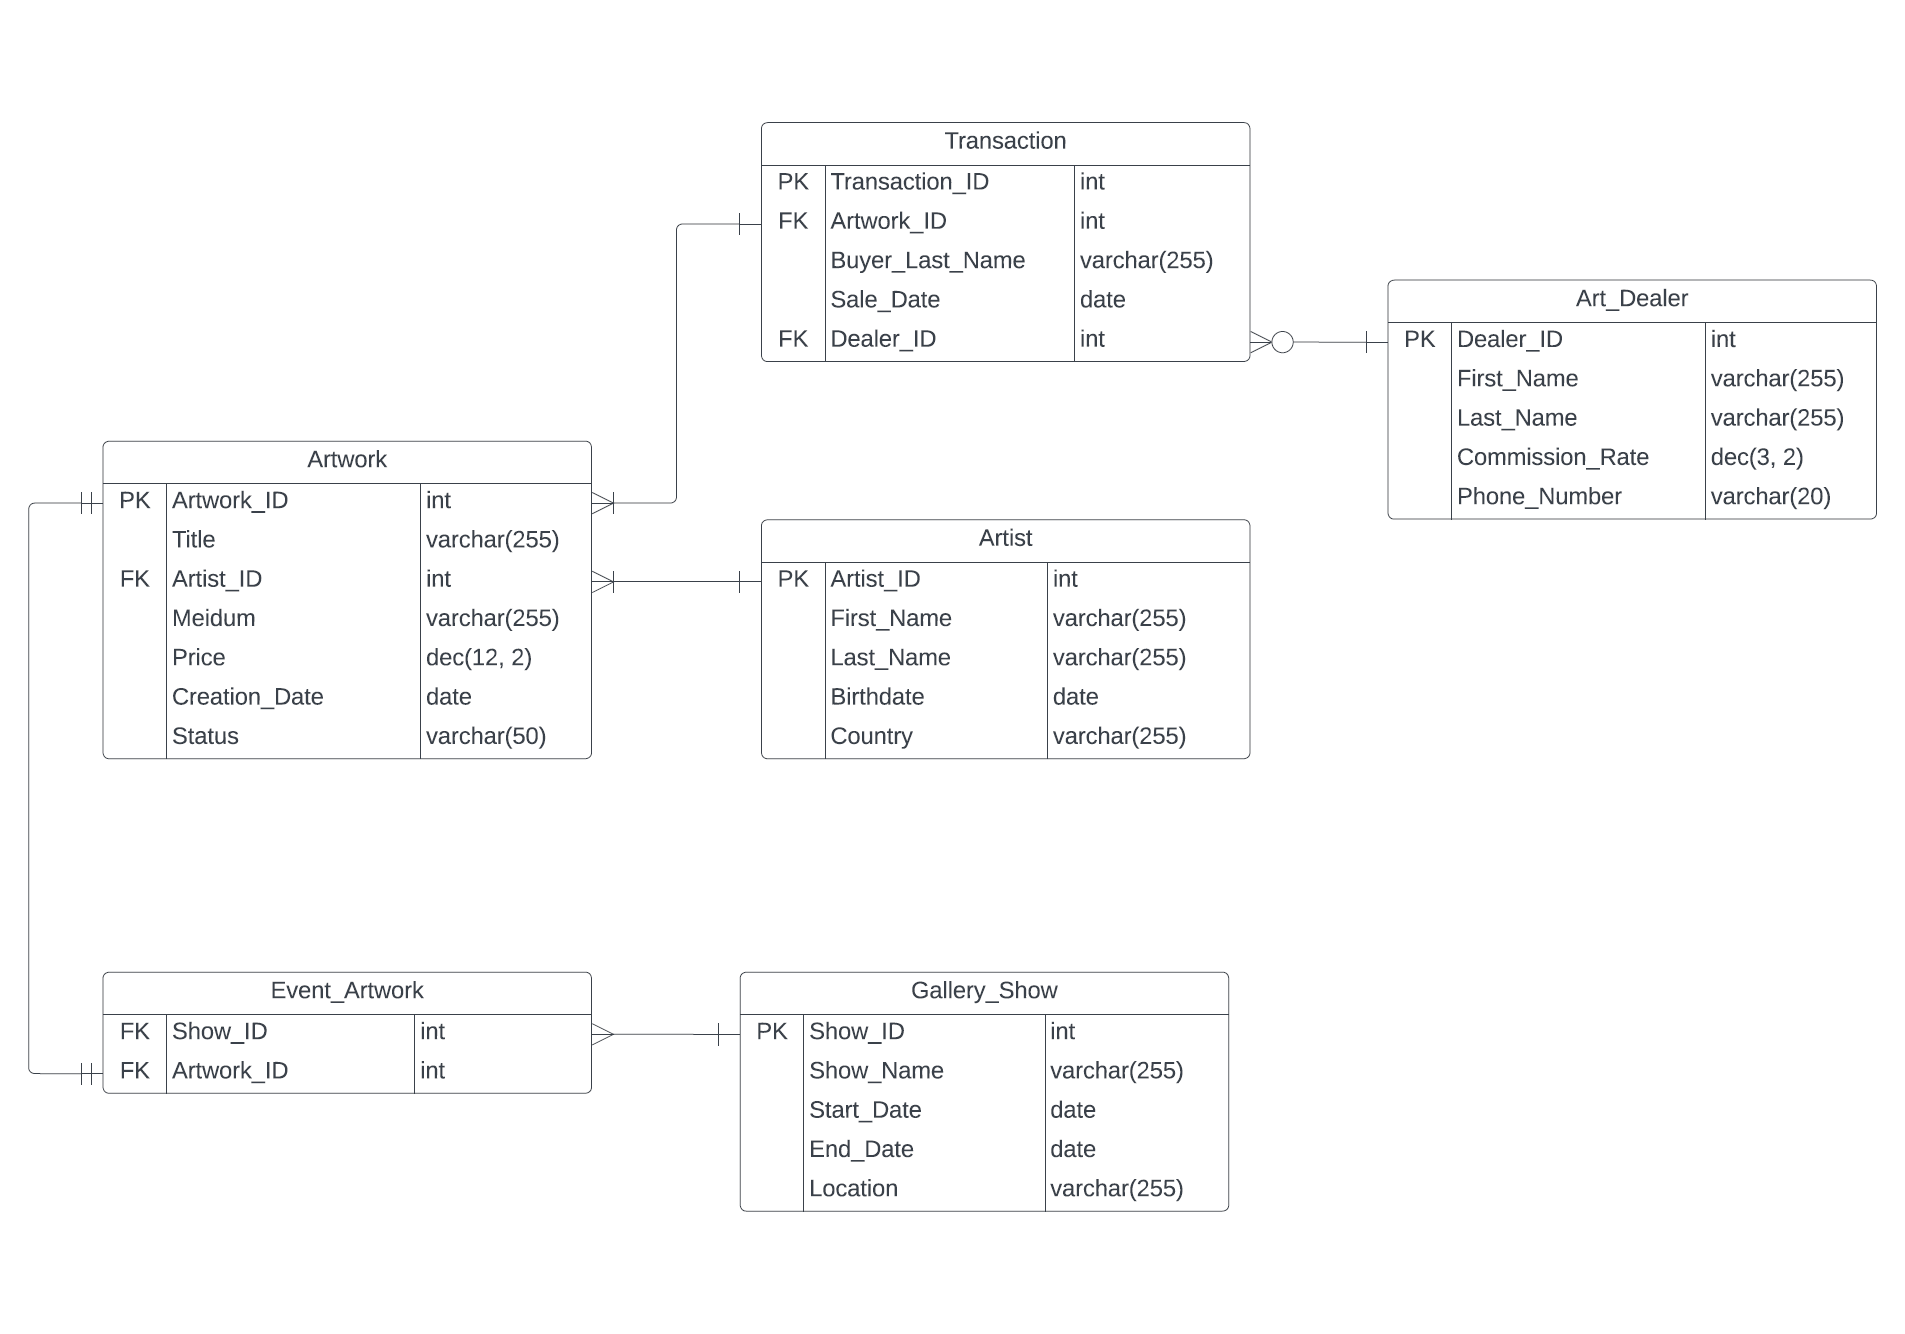 Transaction
PK Transaction_ID int
FK Artwork_ID int
Buyer_Last_Name varchar(255)
Sale_Date date
FK Dealer_ID int
Art_Dealer
PK Dealer_ID int
First_Name varchar(255)
Last_Name varchar(255)
Commission_Rate dec(3, 2)
Phone_Number varchar(20)
Artwork
PK Artwork_ID int
Title varchar(255)
FK Artist_ID int
Meidum varchar(255)
Price dec(12, 2)
Creation_Date date
Status varchar(50)
Artist
PK Artist_ID int
First_Name varchar(255)
Last_Name varchar(255)
Birthdate date
Country varchar(255)
Event_Artwork
FK Show_ID int
FK Artwork_ID int
Gallery_Show
PK Show_ID int
Show_Name varchar(255)
Start_Date date
End_Date date
Location varchar(255)